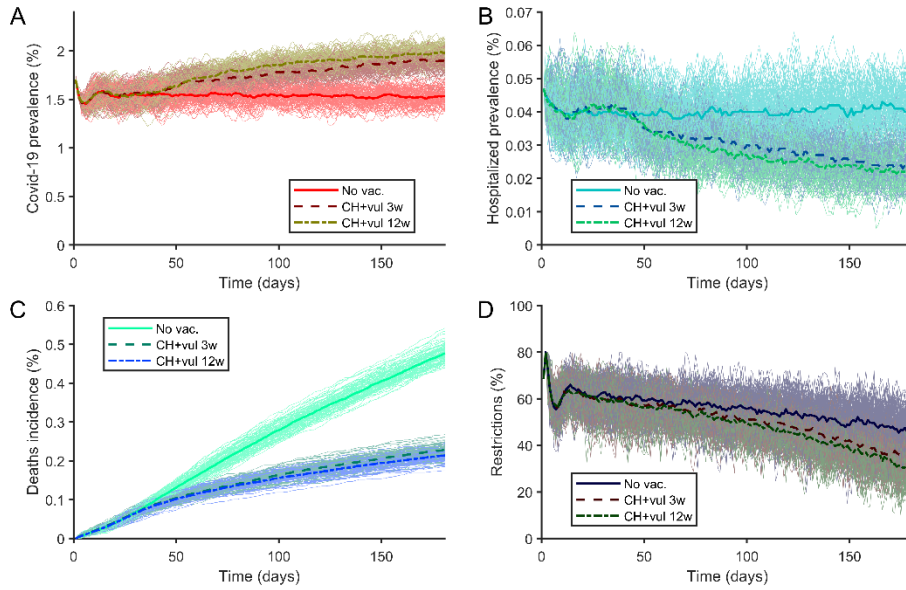 A
Covid-19 prevalence (%)
2
1.5
1
0.5
0
No vac.
CH+vul 3w
CH+vul 12w
0
50
100
150
Time (days)
B
Hospitalized prevalence (%)
0.07
0.06
0.05
0.04
0.03
0.02
0.01
No vac.
CH+vul 3w
CH+vul 12w
0
50
100
150
Time (days)
C
Deaths incidence (%)
0.6
0.5
0.4
0.3
0.2
0.1
0
No vac.
CH+vul 3w
CH+vul 12w
0
50
100
150
Time (days)
D
Restrictions (%)
100
80
60
40
20
0
No vac.
CH+vul 3w
CH+vul 12w
0
50
100
150
Time (days)